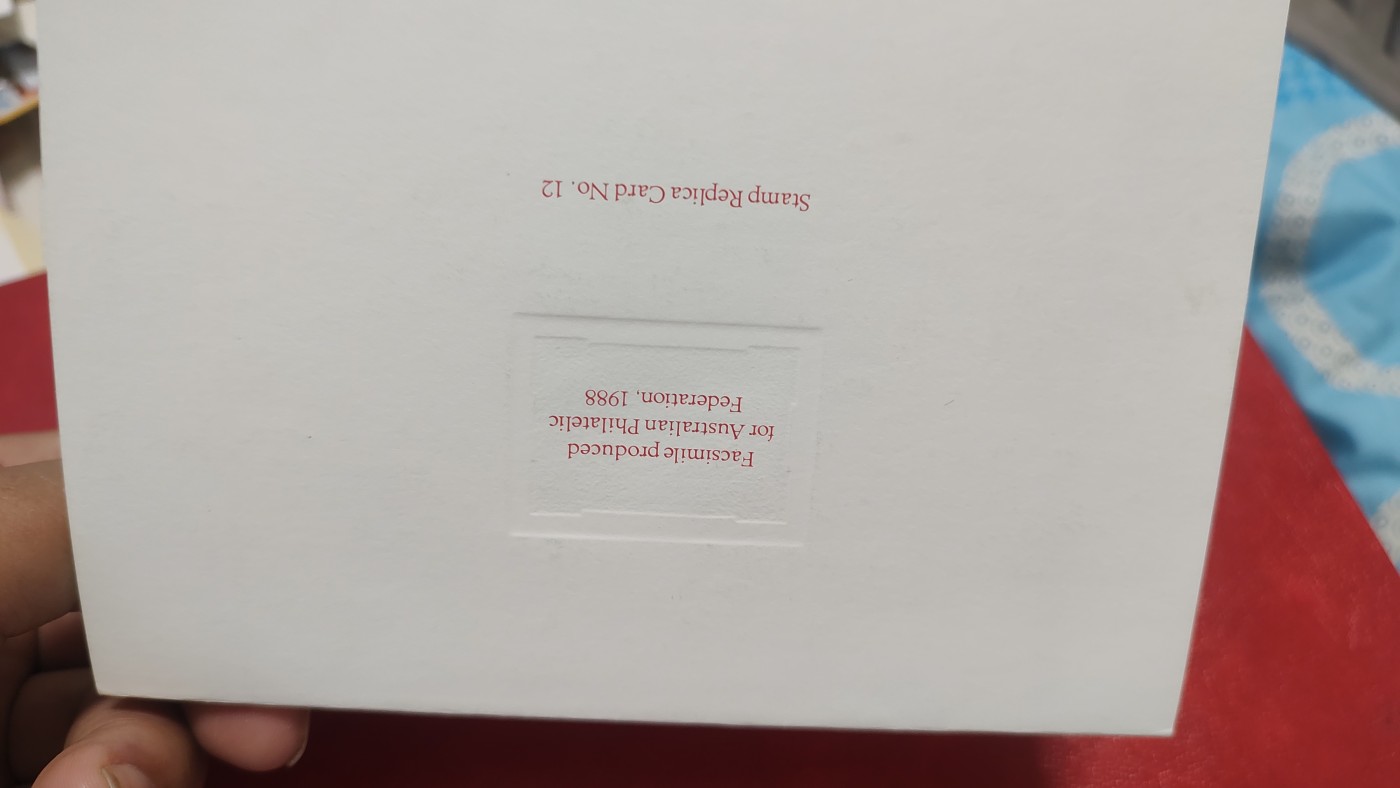 Facsimile produced
for Australian Philatelic
Federation, 1988
Stamp Replica Card No. 12